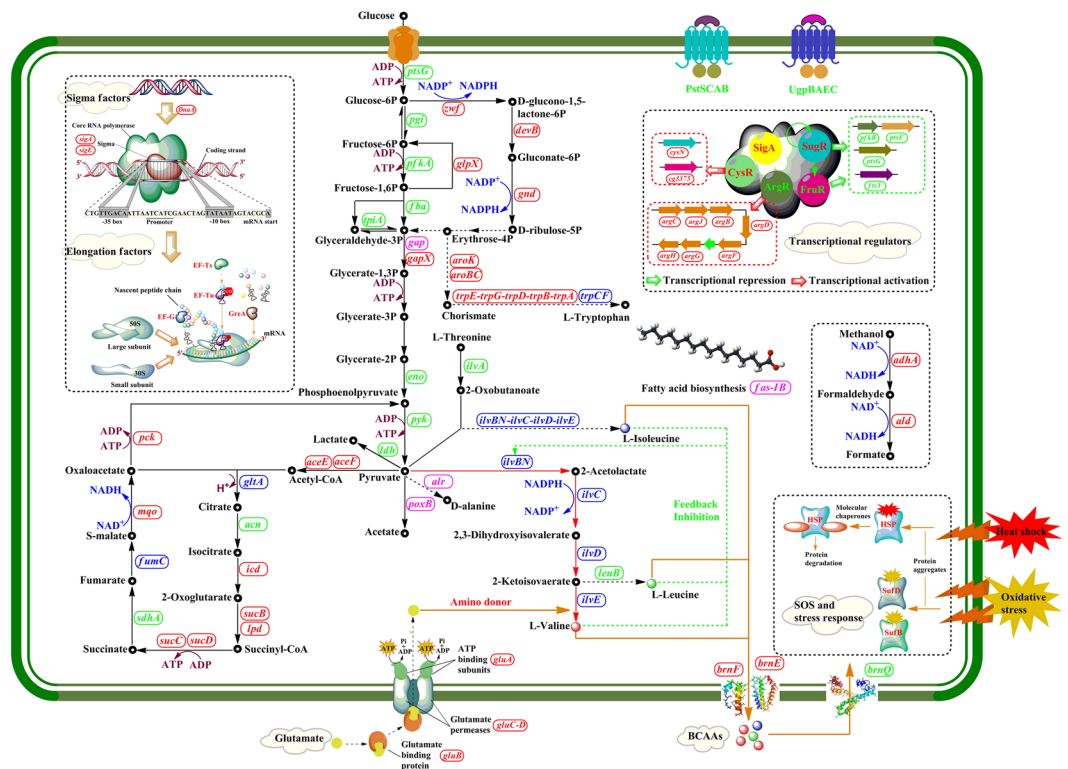 Glucose
ADP
ATP
ptsG
Glucose-6P
NADP+
NADPH
zwf
D-glucono-1,5-
lactone-6P
pgi
devB
Fructose-6P
ADP
ATP
pfkA
glpX
Gluconate-6P
Fructose-1,6P
NADP+
NADPH
gnd
fba
tpiA
Glyceraldehyde-3P
Erythrose-4P
D-ribulose-5P
gap
gapX
aroK
aroBC
Glycerate-1,3P
ADP
ATP
trpE-trpG-trpD-trpB-trpA
trpCF
Chorismate
L-Tryptophan
Glycerate-3P
L-Threonine
Glycerate-2P
ilvA
eno
2-Oxobutanoate
Phosphoenolpyruvate
ADP
ATP
pyk
ilvBN-ilvC-ilvD-ilvE
L-Isoleucine
Lactate
ldh
ilvBN
Pyruvate
2-Acetolactate
aceE
aceF
Acetyl-CoA
alr
D-alanine
poxB
Acetate
NADPH
NADP+
ilvC
Feedback
Inhibition
2,3-Dihydroxyisovalerate
ilvD
2-Ketoisovaerate
leuB
L-Leucine
ilvE
Amino donor
L-Valine
ADP
ATP
pck
Oxaloacetate
H+
gltA
NADH
NAD+
mqo
Citrate
acn
S-malate
Isocitrate
fumC
icd
Fumarate
2-Oxoglutarate
sdhA
sucB
lpd
sucC
sucD
Succinate
ATP
ADP
Succinyl-CoA
Sigma factors
DnaA
Core RNA polymerase
sigA
sigE
Sigma
Coding strand
3'
5'
5'
3'
CTGTTGACAATTAATCATCGAACTAGTATAATAGTACGCA
-35 box
Promoter
-10 box
mRNA start
Elongation factors
EF-Ts
Nascent peptide chain
EF-Tu
EF-G
GreA
50S
Large subunit
5'
mRNA
3'
30S
Small subunit
PstSCAB
UgpBAEC
cysN
cg3375
SigA
SugR
CysR
ArgR
FruR
pfkB
ptsF
ptsG
ftsY
argC
argJ
argB
argD
argH
argG
argF
Transcriptional regulators
Transcriptional repression
Transcriptional activation
Fatty acid biosynthesis
fas-IB
Methanol
NAD+
NADH
adhA
Formaldehyde
NAD+
NADH
ald
Formate
HSP
Molecular
chaperones
HSP
Protein
degradation
Protein
aggregates
SufD
SOS and
stress response
SufB
Heat shock
Oxidative
stress
ATP
Pi
ADP
ATP
Pi
ADP
ATP
binding
subunits
gluA
Glutamate
permeases
gluC-D
Glutamate
Glutamate
binding
protein
gluB
brnF
brnE
brnQ
BCAAs